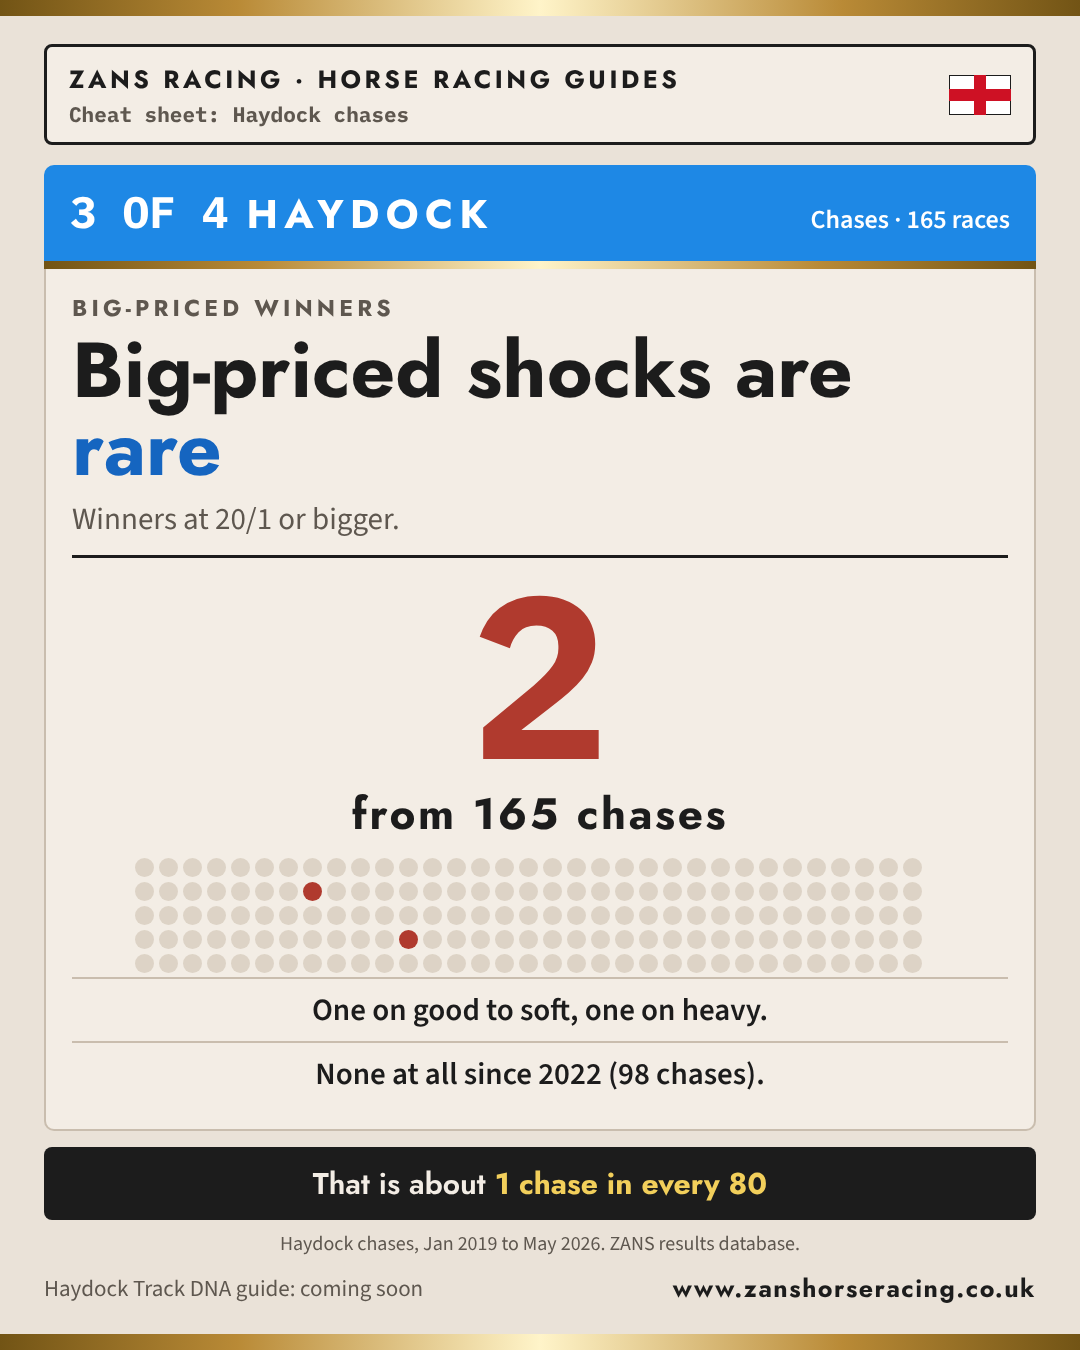 ZANS RACING · HORSE RACING GUIDES
Cheat sheet: Haydock chases
3 OF 4 HAYDOCK
Chases · 165 races
BIG-PRICED WINNERS
Big-priced shocks are
rare
Winners at 20/1 or bigger.
2
from 165 chases
One on good to soft, one on heavy.
None at all since 2022 (98 chases).
That is about 1 chase in every 80
Haydock chases, Jan 2019 to May 2026. ZANS results database.
Haydock Track DNA guide: coming soon
www.zanshorseracing.co.uk